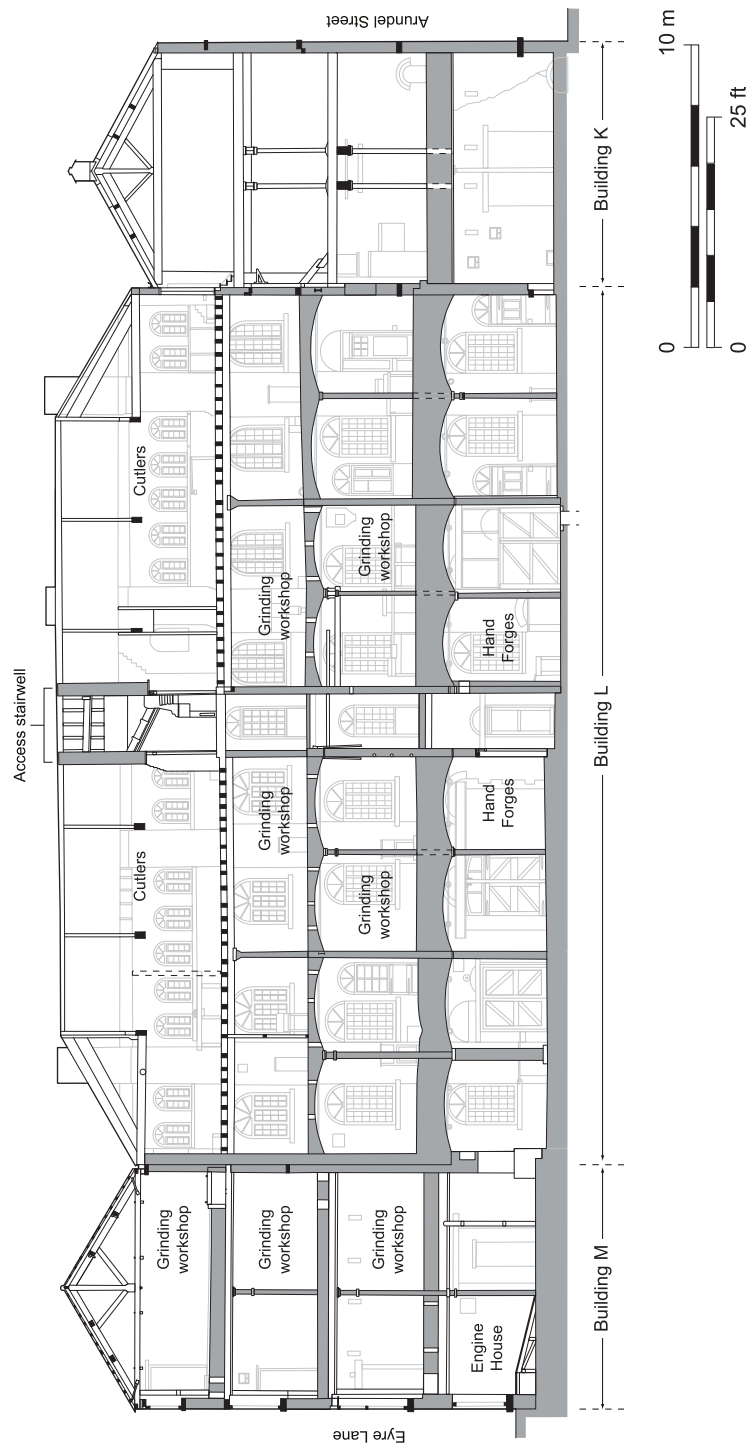 Access stairwell
Eyre Lane
Arundel Street
Cutlers
Cutlers
Grinding
workshop
Grinding
workshop
Grinding
workshop
Grinding
workshop
Grinding
workshop
Grinding
workshop
Grinding
workshop
Engine
House
Hand
Forges
Hand
Forges
Building M
Building L
Building K
0
10 m
0
25 ft